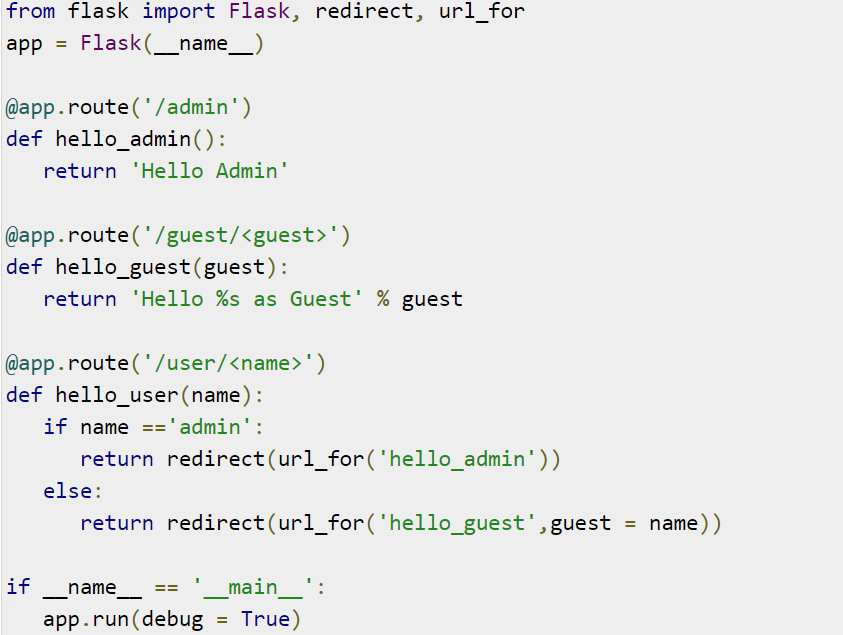 from flask import Flask, redirect, url_for
app = Flask(__name__)

@app.route('/admin')
def hello_admin():
   return 'Hello Admin'

@app.route('/guest/<guest>')
def hello_guest(guest):
   return 'Hello %s as Guest' % guest

@app.route('/user/<name>')
def hello_user(name):
   if name =='admin':
      return redirect(url_for('hello_admin'))
   else:
      return redirect(url_for('hello_guest',guest = name))

if __name__ == '__main__':
   app.run(debug = True)